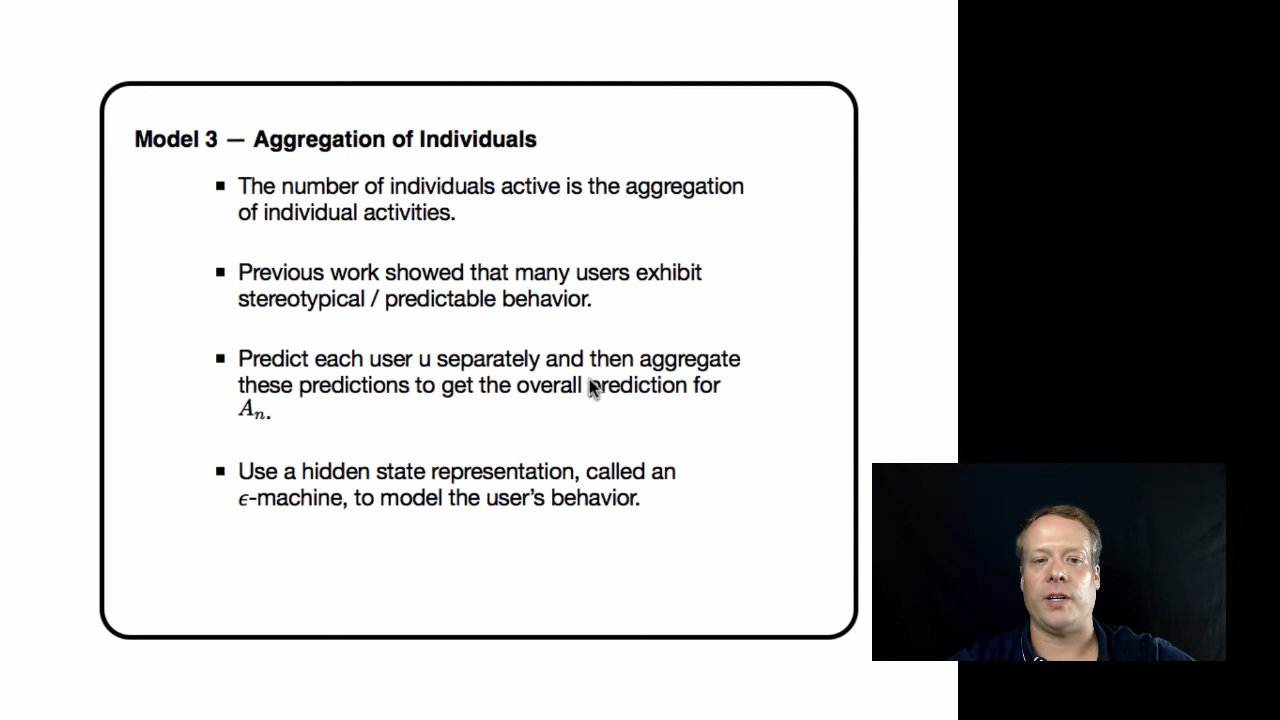 Model 3 — Aggregation of Individuals
▪ The number of individuals active is the aggregation
of individual activities.
▪ Previous work showed that many users exhibit
stereotypical / predictable behavior.
▪ Predict each user u separately and then aggregate
these predictions to get the overall prediction for
Aₙ.
▪ Use a hidden state representation, called an
ϵ-machine, to model the user’s behavior.